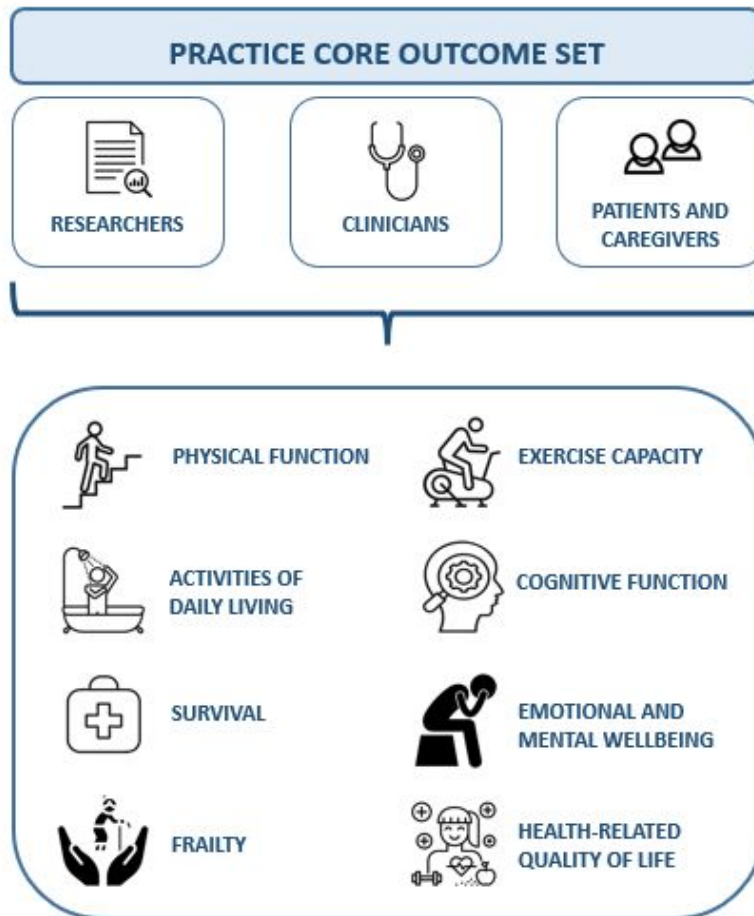 PRACTICE CORE OUTCOME SET
RESEARCHERS
CLINICIANS
PATIENTS AND
CAREGIVERS
PHYSICAL FUNCTION
EXERCISE CAPACITY
ACTIVITIES OF
DAILY LIVING
COGNITIVE FUNCTION
SURVIVAL
EMOTIONAL AND
MENTAL WELLBEING
FRAILTY
HEALTH-RELATED
QUALITY OF LIFE